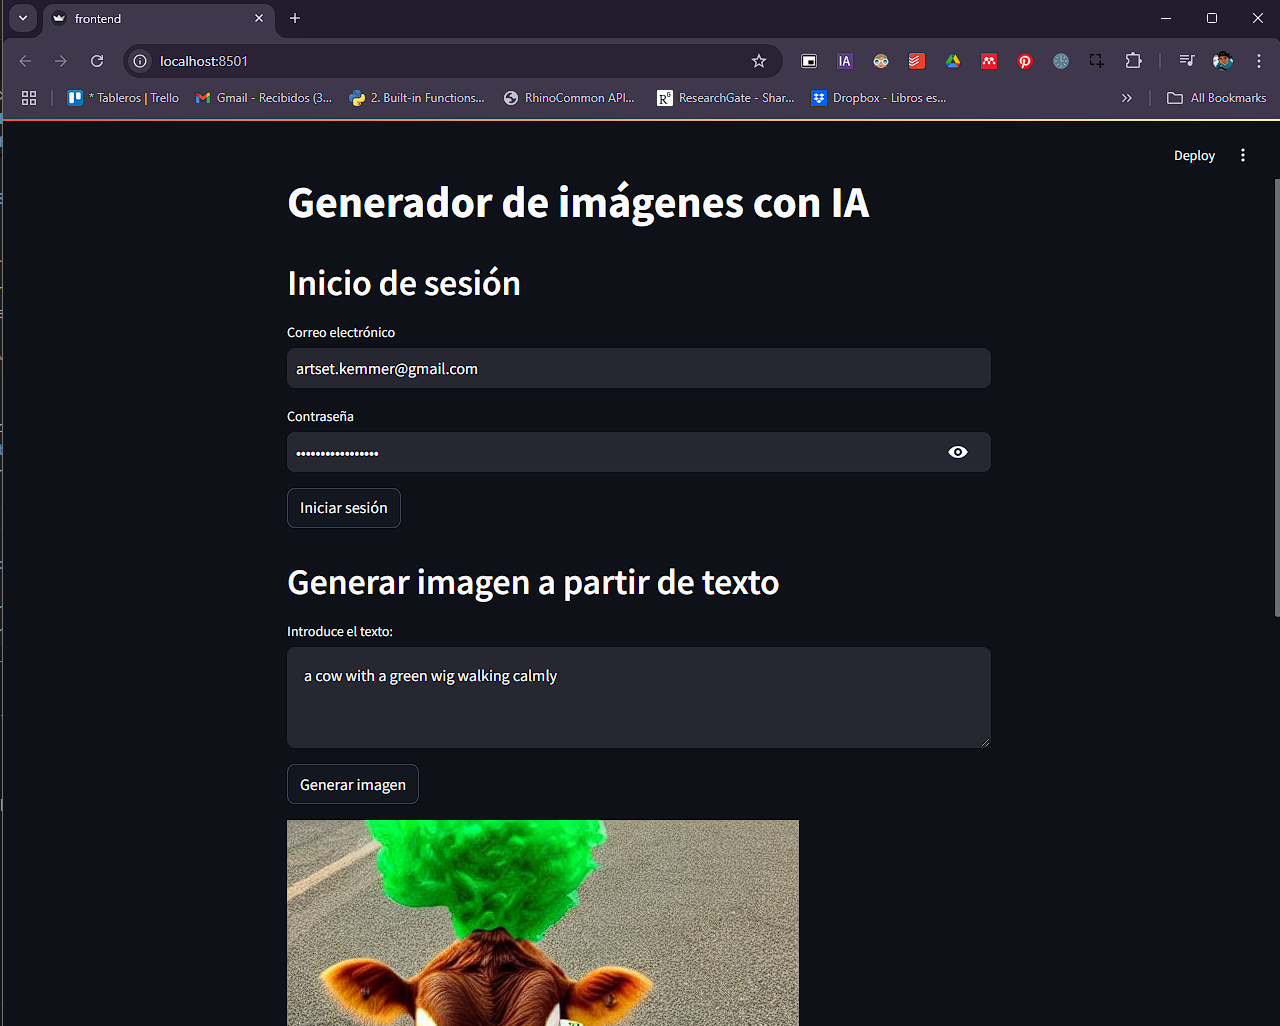 frontend
localhost:8501
IA
* Tableros | Trello
Gmail - Recibidos (3...
2. Built-in Functions...
RhinoCommon API...
ResearchGate - Shar...
Dropbox - Libros es...
All Bookmarks
Deploy
Generador de imágenes con IA
Inicio de sesión
Correo electrónico
artset.kemmer@gmail.com
Contraseña
•••••••••••••••••
Iniciar sesión
Generar imagen a partir de texto
Introduce el texto:
a cow with a green wig walking calmly
Generar imagen